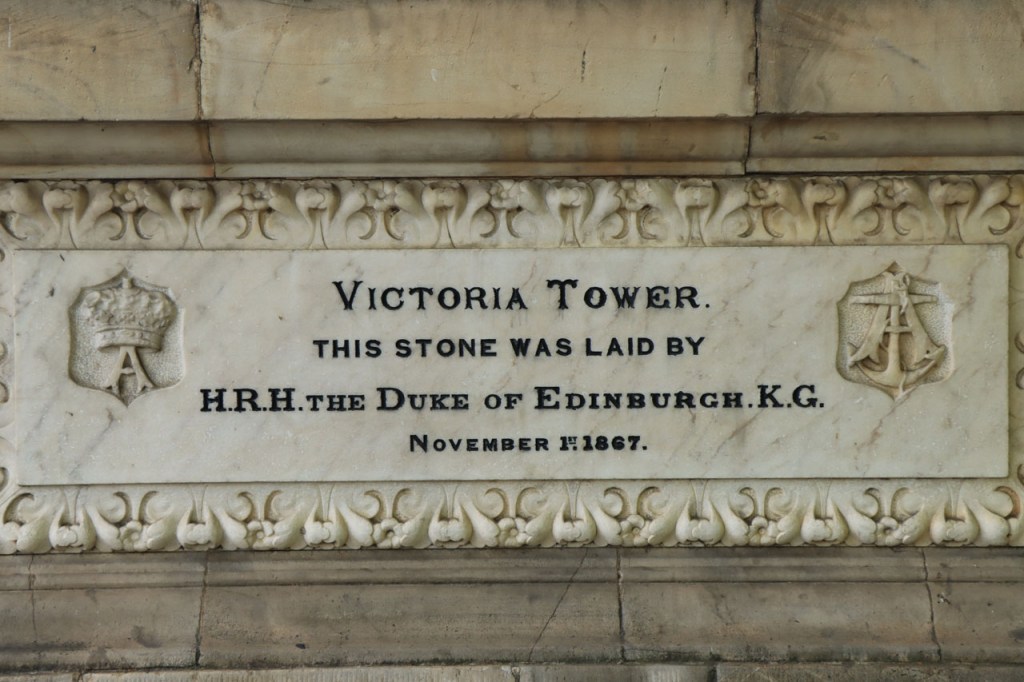 VICTORIA TOWER.
THIS STONE WAS LAID BY
H.R.H. THE DUKE OF EDINBURGH. K.G.
NOVEMBER 1ST. 1867.
A
A